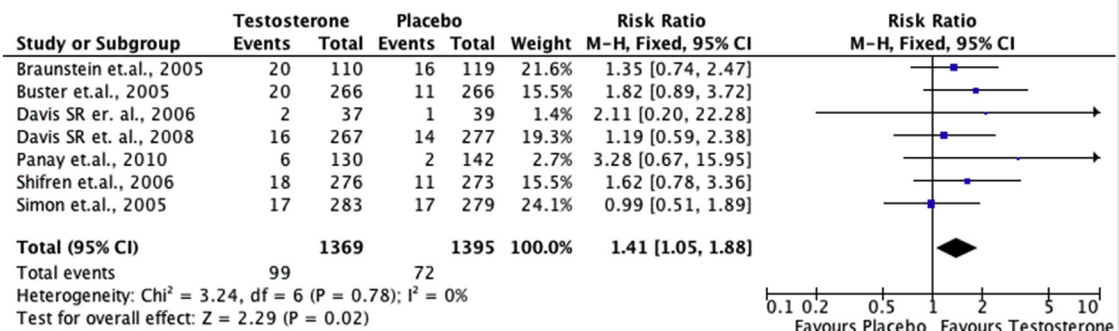 Testosterone Placebo Risk Ratio Risk Ratio
Study or Subgroup Events Total Events Total Weight M-H, Fixed, 95% CI M-H, Fixed, 95% CI
Braunstein et.al., 2005 20 110 16 119 21.6% 1.35 [0.74, 2.47]
Buster et.al., 2005 20 266 11 266 15.5% 1.82 [0.89, 3.72]
Davis SR er. al., 2006 2 37 1 39 1.4% 2.11 [0.20, 22.28]
Davis SR et. al., 2008 16 267 14 277 19.3% 1.19 [0.59, 2.38]
Panay et.al., 2010 6 130 2 142 2.7% 3.28 [0.67, 15.95]
Shifren et.al., 2006 18 276 11 273 15.5% 1.62 [0.78, 3.36]
Simon et.al., 2005 17 283 17 279 24.1% 0.99 [0.51, 1.89]
Total (95% CI) 1369 1395 100.0% 1.41 [1.05, 1.88]
Total events 99 72
Heterogeneity: Chi² = 3.24, df = 6 (P = 0.78); I² = 0%
Test for overall effect: Z = 2.29 (P = 0.02)
0.1 0.2 0.5 1 2 5 10
Favours Placebo Favours Testosterone